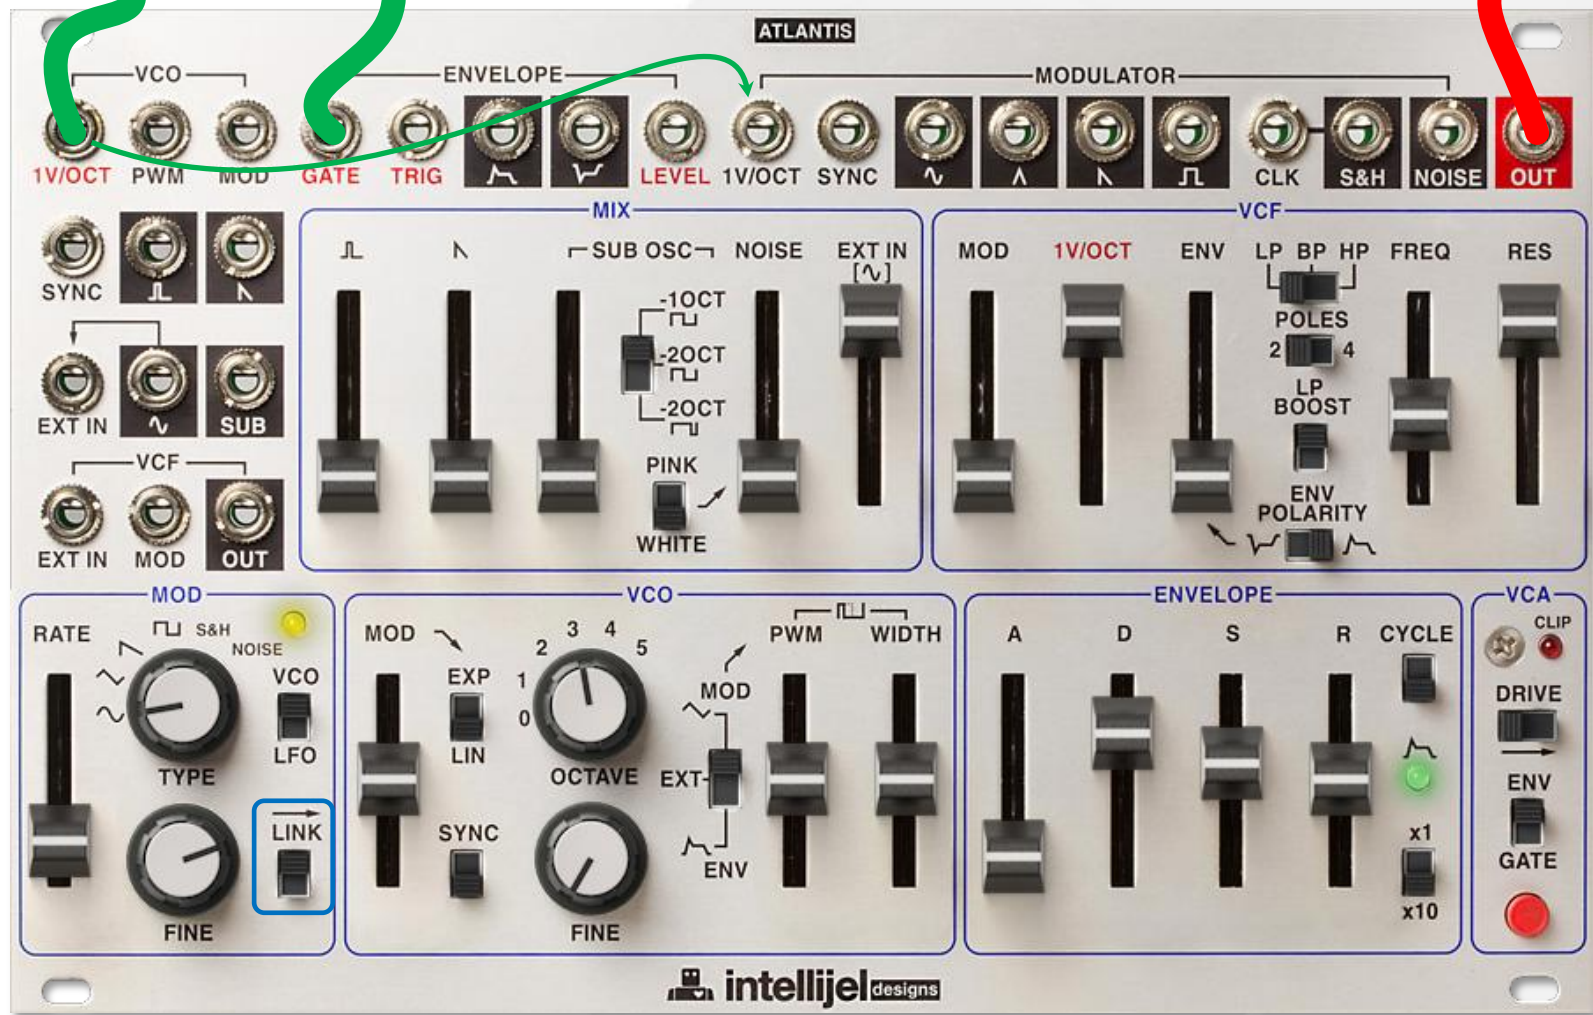 ATLANTIS
VCO ENVELOPE MODULATOR
1V/OCT PWM MOD GATE TRIG LEVEL 1V/OCT SYNC CLK S&H NOISE OUT
SYNC
EXT IN SUB
VCF
EXT IN MOD OUT
MIX
SUB OSC NOISE EXT IN
-1OCT
-2OCT
-2OCT
PINK
WHITE
VCF
MOD 1V/OCT ENV LP BP HP FREQ RES
POLES
2 4
LP
BOOST
ENV
POLARITY
MOD
RATE S&H
NOISE
VCO
LFO
TYPE
LINK
FINE
VCO
MOD 0 1 2 3 4 5 PWM WIDTH
EXP
LIN
OCTAVE
MOD
EXT
ENV
SYNC
FINE
ENVELOPE
A D S R CYCLE
x1
x10
VCA
CLIP
DRIVE
ENV
GATE
intellijel designs